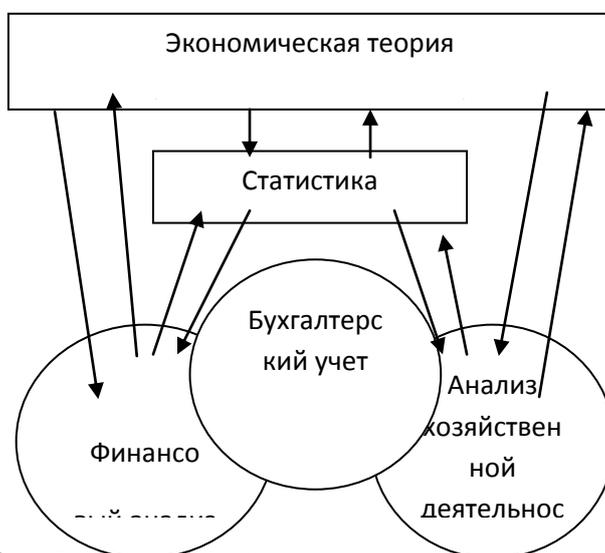 Экономическая теория
Статистика
Бухгалтерс
кий учет
Финансо
Анализ
хозяйствен
ной
деятельнос